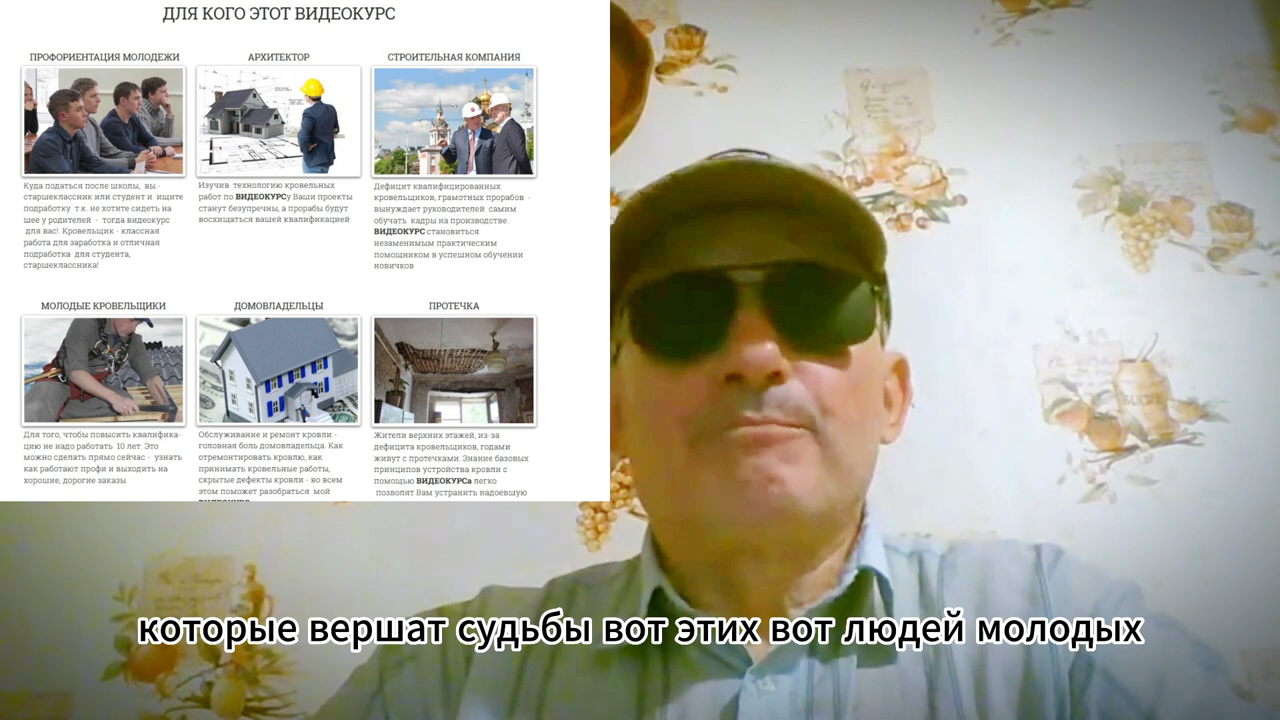 ДЛЯ КОГО ЭТОТ ВИДЕОКУРС
ПРОФОРИЕНТАЦИЯ МОЛОДЕЖИ
Куда податься после школы, вы -
старшеклассник или студент и ищите
подработку т.к. не хотите сидеть на
шее у родителей - тогда видеокурс
для вас!. Кровельщик - классная
работа для заработка и отличная
подработка для студента,
старшеклассника!
АРХИТЕКТОР
Изучив технологию кровельных
работ по ВИДЕОКУРСу Ваши проекты
станут безупречны, а прорабы будут
восхищаться вашей квалификацией
СТРОИТЕЛЬНАЯ КОМПАНИЯ
Дефицит квалифицированных
кровельщиков, грамотных прорабов -
вынуждает руководителей самим
обучать кадры на производстве.
ВИДЕОКУРС становиться
незаменимым практическим
помощником в успешном обучении
новичков
МОЛОДЫЕ КРОВЕЛЬЩИКИ
Для того, чтобы повысить квалифика-
цию не надо работать 10 лет. Это
можно сделать прямо сейчас - узнать
как работают профи и выходить на
хорошие, дорогие заказы
ДОМОВЛАДЕЛЬЦЫ
Обслуживание и ремонт кровли -
головная боль домовладельца. Как
отремонтировать кровлю, как
принимать кровельные работы,
скрытые дефекты кровли - во всем
этом поможет разобраться мой
ПРОТЕЧКА
Жители верхних этажей, из-за
дефицита кровельщиков, годами
живут с протечками. Знание базовых
принципов устройства кровли с
помощью ВИДЕОКУРСа легко
позволят Вам устранить надоевшую
которые вершат судьбы вот этих вот людей молодых